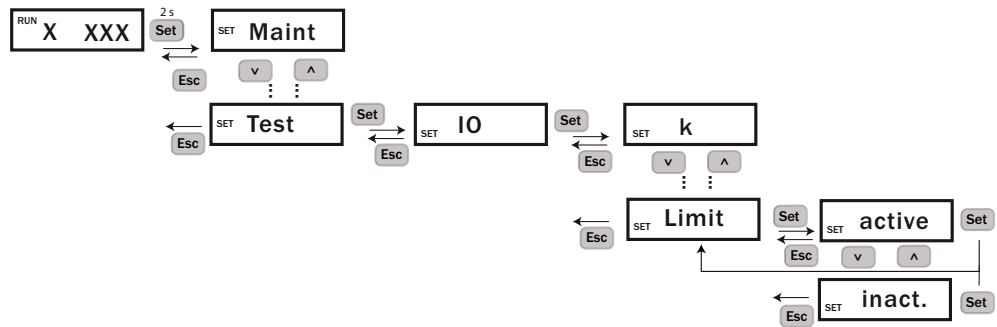 2 s
RUN X XXX Set SET Maint
Esc v ʌ
SET Test Set SET IO Set SET k
Esc Esc Esc v ʌ
SET Limit Set SET active Set
Esc Esc v ʌ
SET inact. Set
Esc